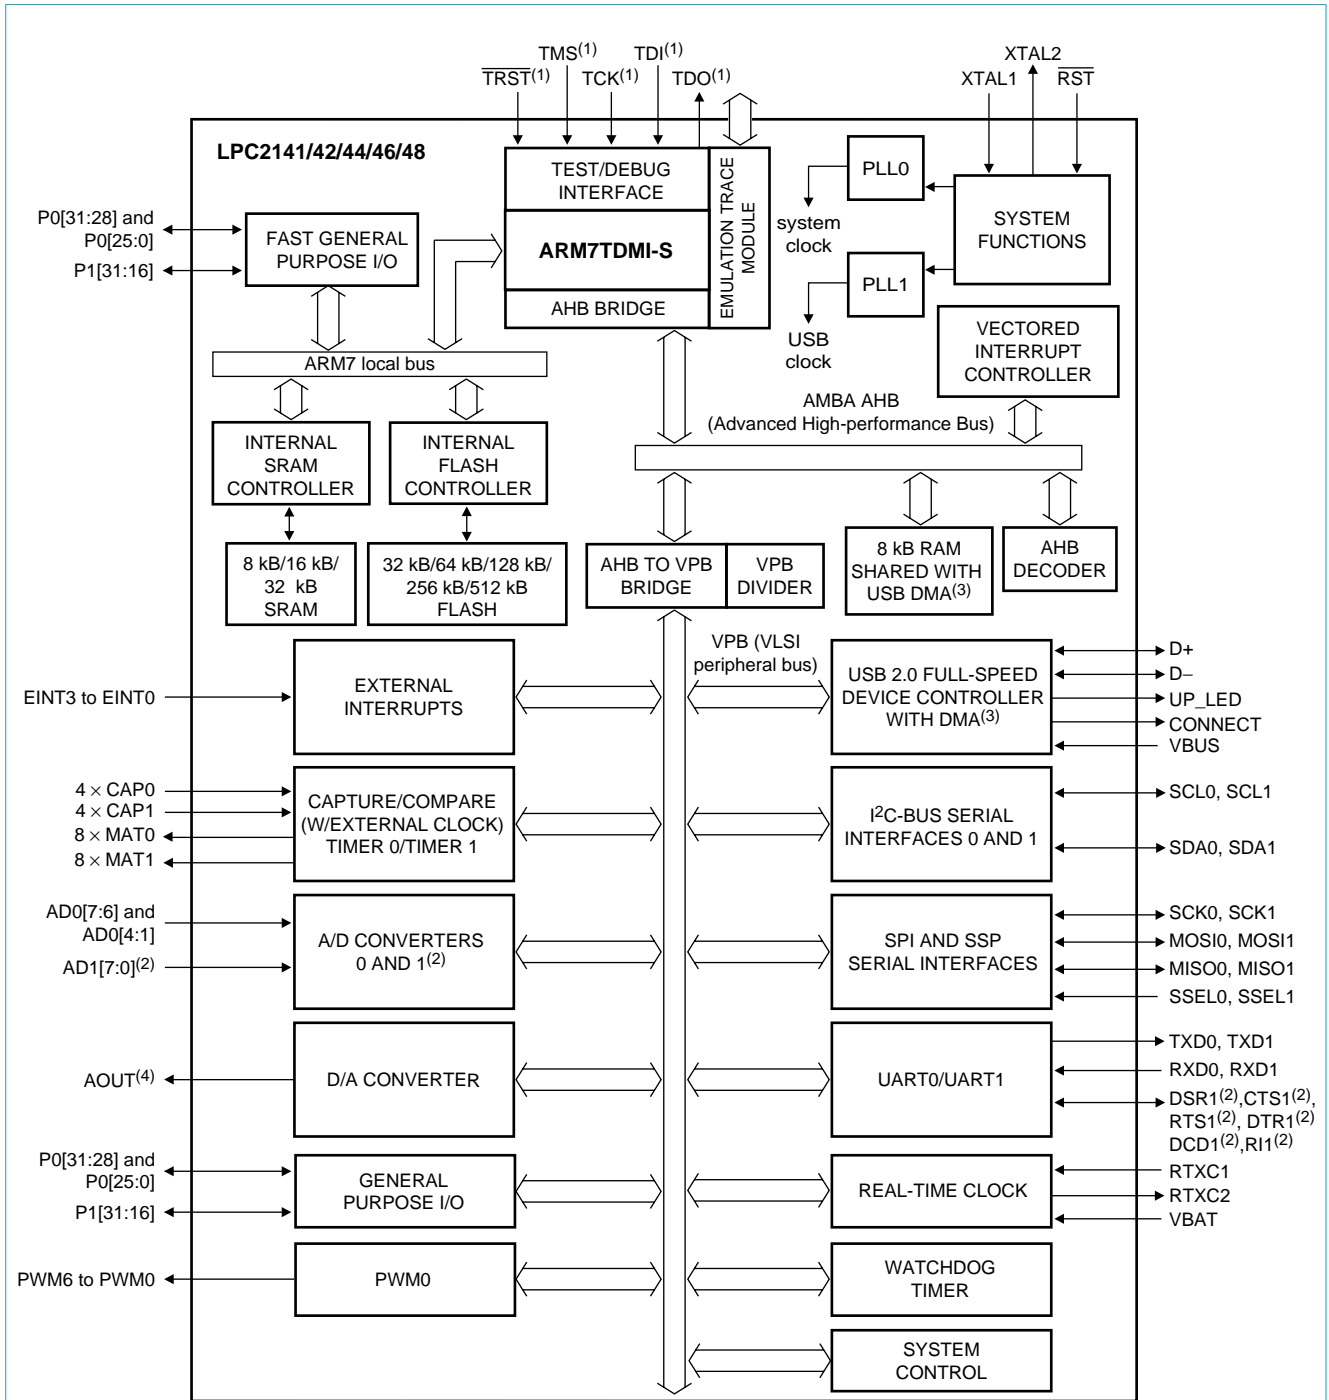 TMS(1)
TDI(1)
XTAL2
TRST(1)
TCK(1)
TDO(1)
XTAL1
RST
LPC2141/42/44/46/48
TEST/DEBUG
INTERFACE
EMULATION TRACE
MODULE
PLL0
SYSTEM
FUNCTIONS
system
clock
P0[31:28] and
P0[25:0]
P1[31:16]
FAST GENERAL
PURPOSE I/O
ARM7TDMI-S
AHB BRIDGE
PLL1
USB
clock
VECTORED
INTERRUPT
CONTROLLER
ARM7 local bus
AMBA AHB
(Advanced High-performance Bus)
INTERNAL
SRAM
CONTROLLER
INTERNAL
FLASH
CONTROLLER
8 kB/16 kB/
32 kB
SRAM
32 kB/64 kB/128 kB/
256 kB/512 kB
FLASH
AHB TO VPB
BRIDGE
VPB
DIVIDER
8 kB RAM
SHARED WITH
USB DMA(3)
AHB
DECODER
VPB (VLSI
peripheral bus)
EINT3 to EINT0
EXTERNAL
INTERRUPTS
USB 2.0 FULL-SPEED
DEVICE CONTROLLER
WITH DMA(3)
D+
D−
UP_LED
CONNECT
VBUS
4 × CAP0
4 × CAP1
8 × MAT0
8 × MAT1
CAPTURE/COMPARE
(W/EXTERNAL CLOCK)
TIMER 0/TIMER 1
I2C-BUS SERIAL
INTERFACES 0 AND 1
SCL0, SCL1
SDA0, SDA1
AD0[7:6] and
AD0[4:1]
AD1[7:0](2)
A/D CONVERTERS
0 AND 1(2)
SPI AND SSP
SERIAL INTERFACES
SCK0, SCK1
MOSI0, MOSI1
MISO0, MISO1
SSEL0, SSEL1
AOUT(4)
D/A CONVERTER
UART0/UART1
TXD0, TXD1
RXD0, RXD1
DSR1(2),CTS1(2),
RTS1(2), DTR1(2)
DCD1(2),RI1(2)
P0[31:28] and
P0[25:0]
P1[31:16]
GENERAL
PURPOSE I/O
REAL-TIME CLOCK
RTXC1
RTXC2
VBAT
PWM6 to PWM0
PWM0
WATCHDOG
TIMER
SYSTEM
CONTROL